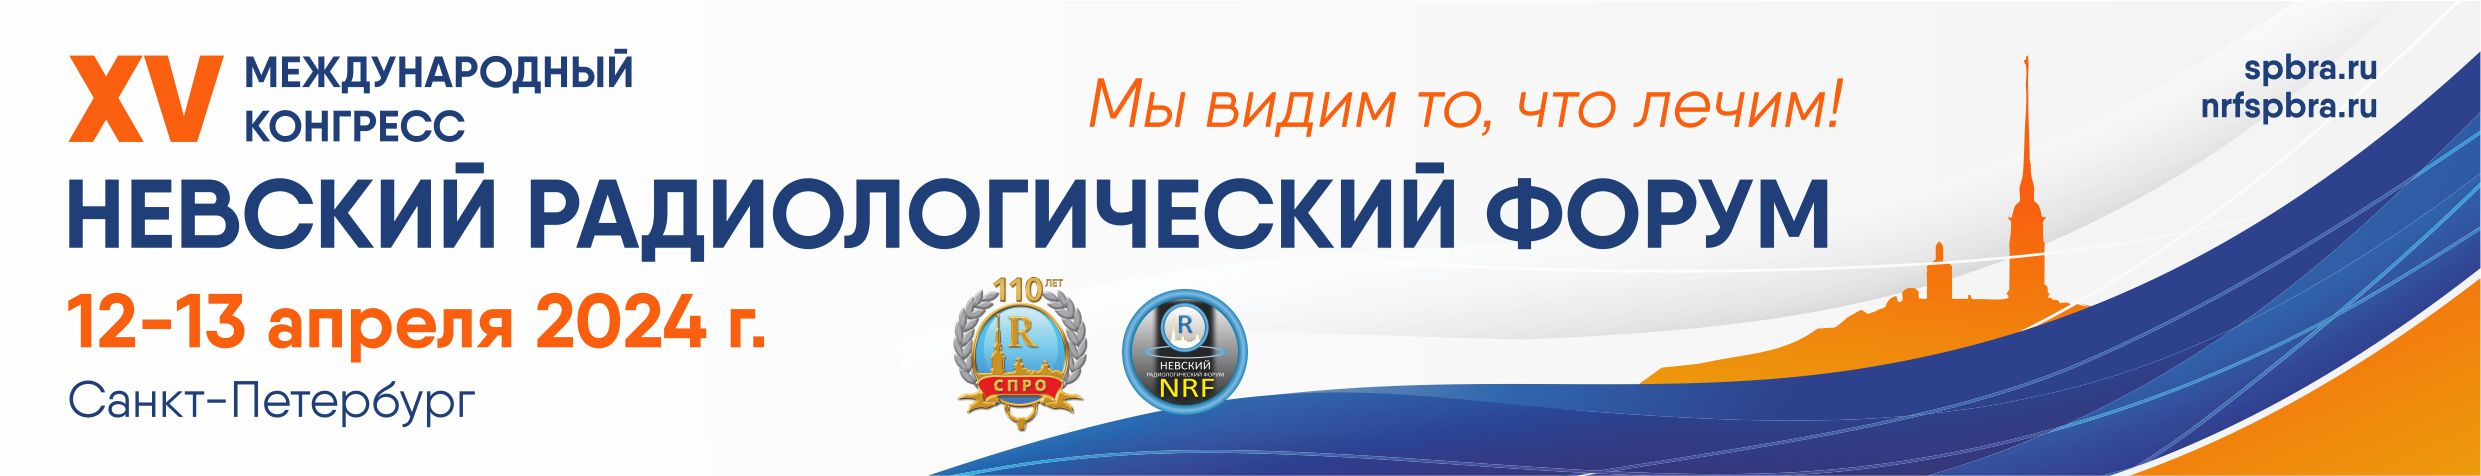 XV МЕЖДУНАРОДНЫЙ
КОНГРЕСС
Мы видим то, что лечим!
spbra.ru
nrfspbra.ru
НЕВСКИЙ РАДИОЛОГИЧЕСКИЙ ФОРУМ
12-13 апреля 2024 г.
Санкт-Петербург
110 ЛЕТ
R
СПРО
R
НЕВСКИЙ
РАДИОЛОГИЧЕСКИЙ ФОРУМ
NRF